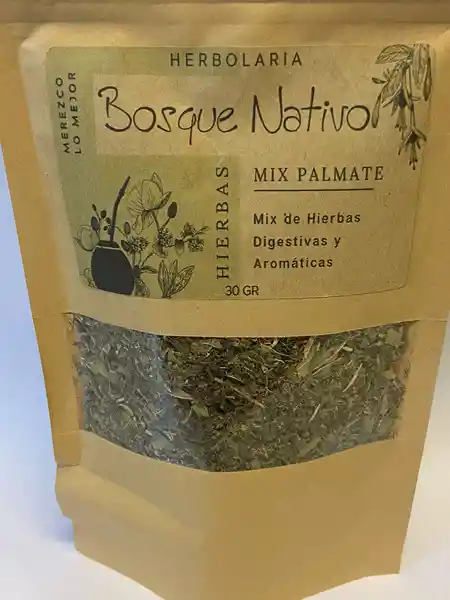 HERBOLARIA
MEREZCO
LO MEJOR
Bosque Nativo
HIERBAS
MIX PALMATE
Mix de Hierbas
Digestivas y
Aromáticas
30 GR